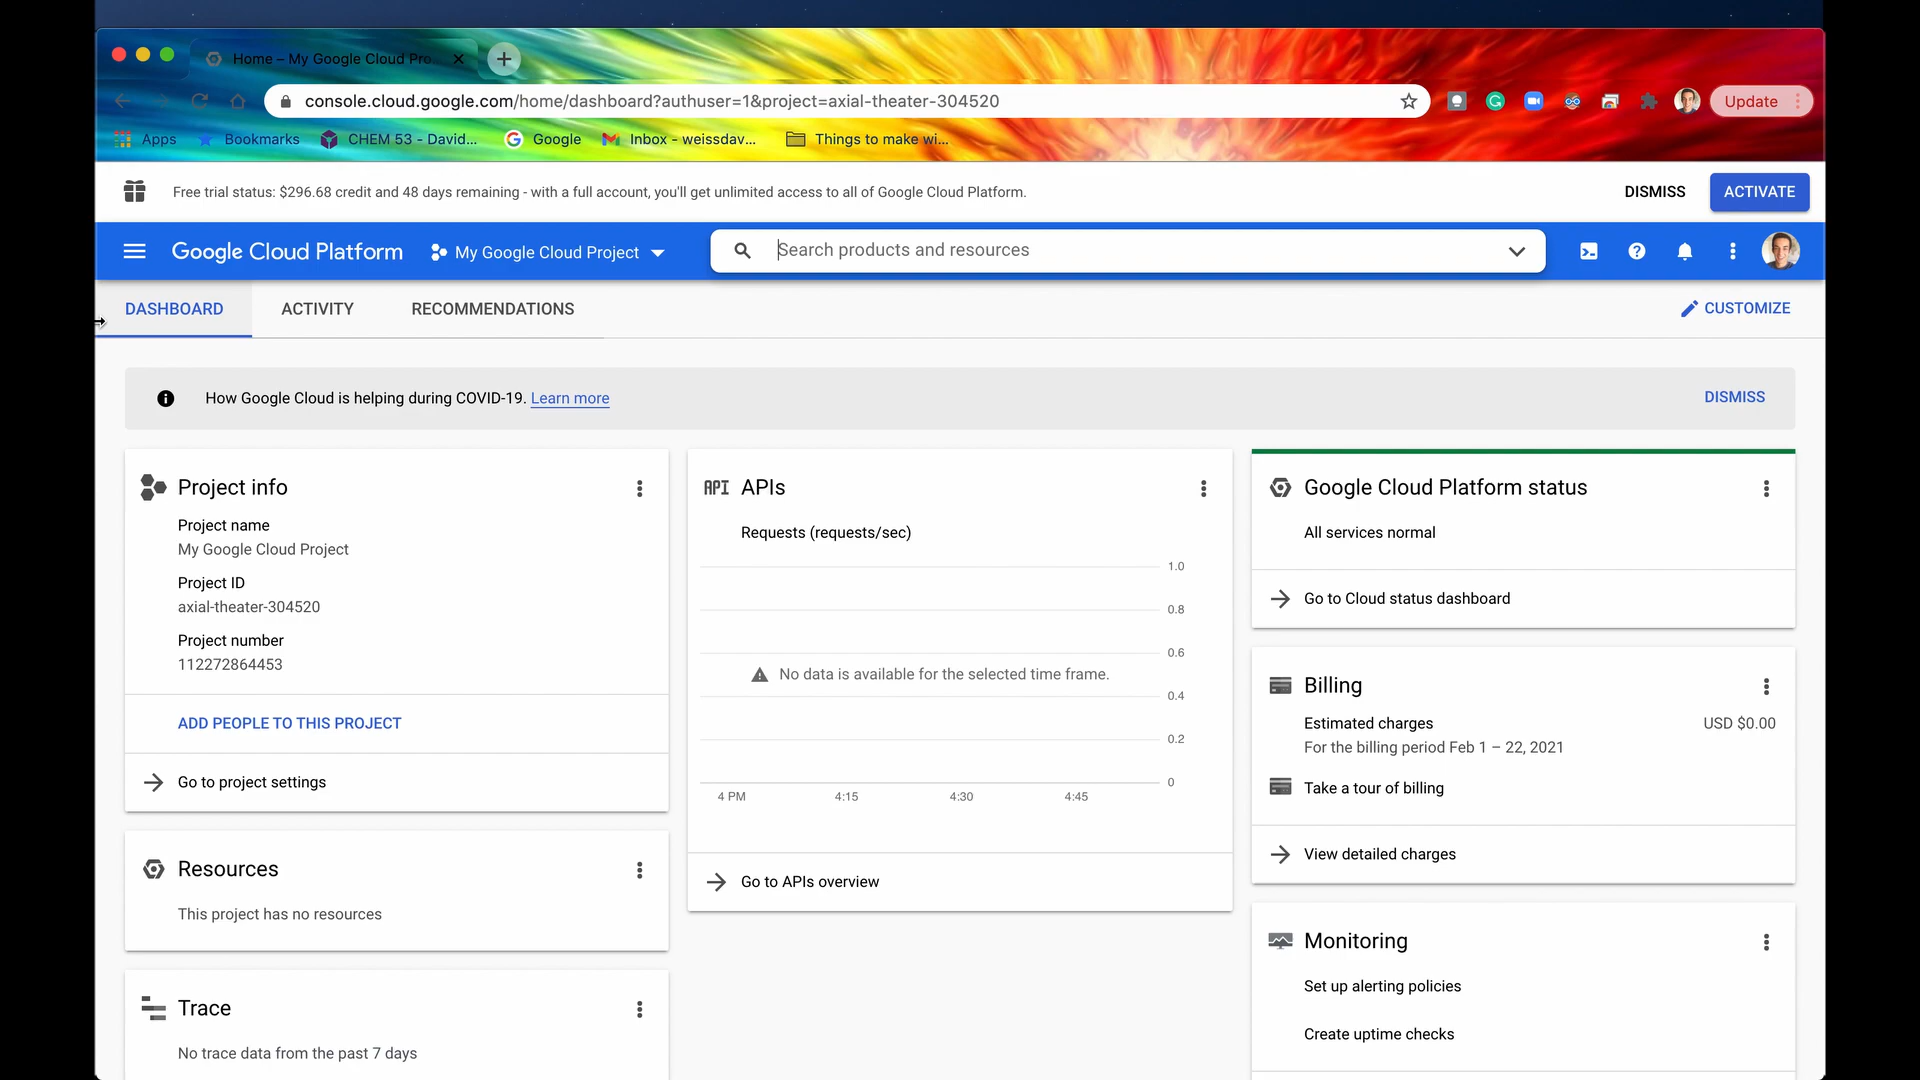 Home – My Google Cloud Pro
console.cloud.google.com/home/dashboard?authuser=1&project=axial-theater-304520
Update
Apps
Bookmarks
CHEM 53 - David...
Google
Inbox - weissdav...
Things to make wi...
Free trial status: $296.68 credit and 48 days remaining - with a full account, you'll get unlimited access to all of Google Cloud Platform.
DISMISS
ACTIVATE
Google Cloud Platform
My Google Cloud Project
Search products and resources
DASHBOARD
ACTIVITY
RECOMMENDATIONS
CUSTOMIZE
How Google Cloud is helping during COVID-19. Learn more
DISMISS
Project info
Project name
My Google Cloud Project
Project ID
axial-theater-304520
Project number
112272864453
ADD PEOPLE TO THIS PROJECT
Go to project settings
Resources
This project has no resources
Trace
No trace data from the past 7 days
API APIs
Requests (requests/sec)
1.0
0.8
0.6
No data is available for the selected time frame.
0.4
0.2
0
4 PM
4:15
4:30
4:45
Go to APIs overview
Google Cloud Platform status
All services normal
Go to Cloud status dashboard
Billing
Estimated charges
USD $0.00
For the billing period Feb 1 – 22, 2021
Take a tour of billing
View detailed charges
Monitoring
Set up alerting policies
Create uptime checks